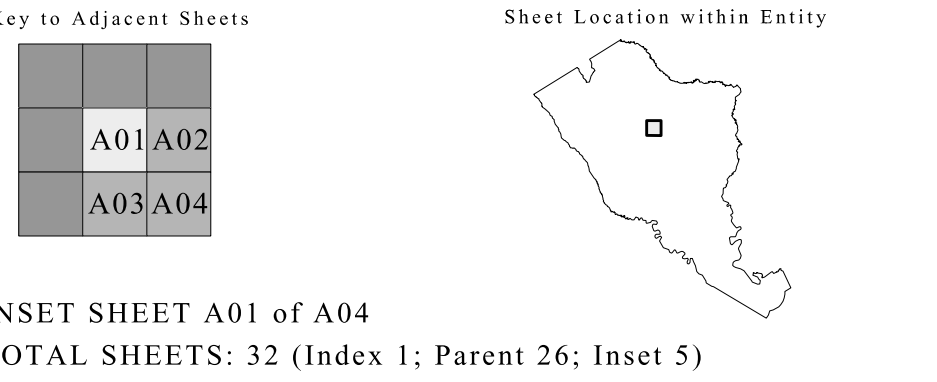 ey to Adjacent Sheets
Sheet Location within Entity
A01 A02
A03 A04
NSET SHEET A01 of A04
OTAL SHEETS: 32 (Index 1; Parent 26; Inset 5)